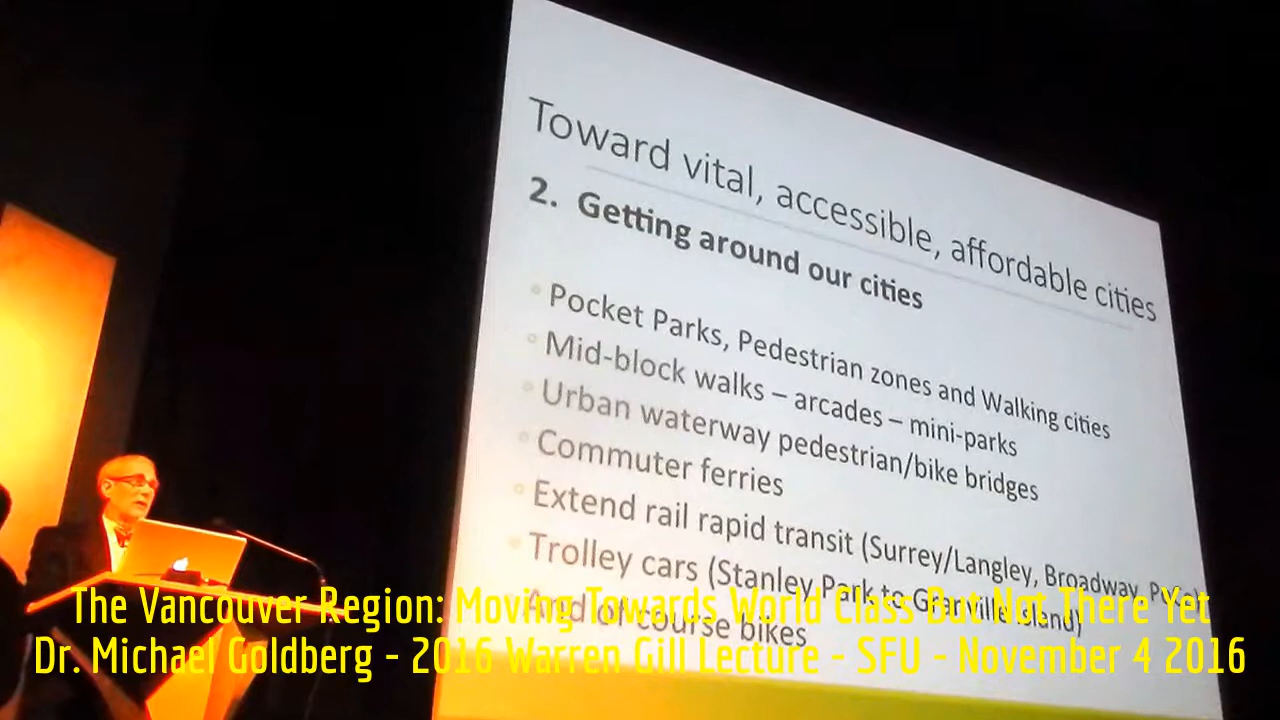 Toward vital, accessible, affordable cities
2. Getting around our cities
Pocket Parks, Pedestrian zones and Walking cities
Mid-block walks – arcades – mini-parks
Urban waterway pedestrian/bike bridges
Commuter ferries
Extend rail rapid transit (Surrey/Langley, Broadway,
Trolley cars (Stanley Park to Granville Island)
And of course bikes
The Vancouver Region: Moving Towards World Class But Not There Yet
Dr. Michael Goldberg - 2016 Warren Gill Lecture - SFU - November 4 2016